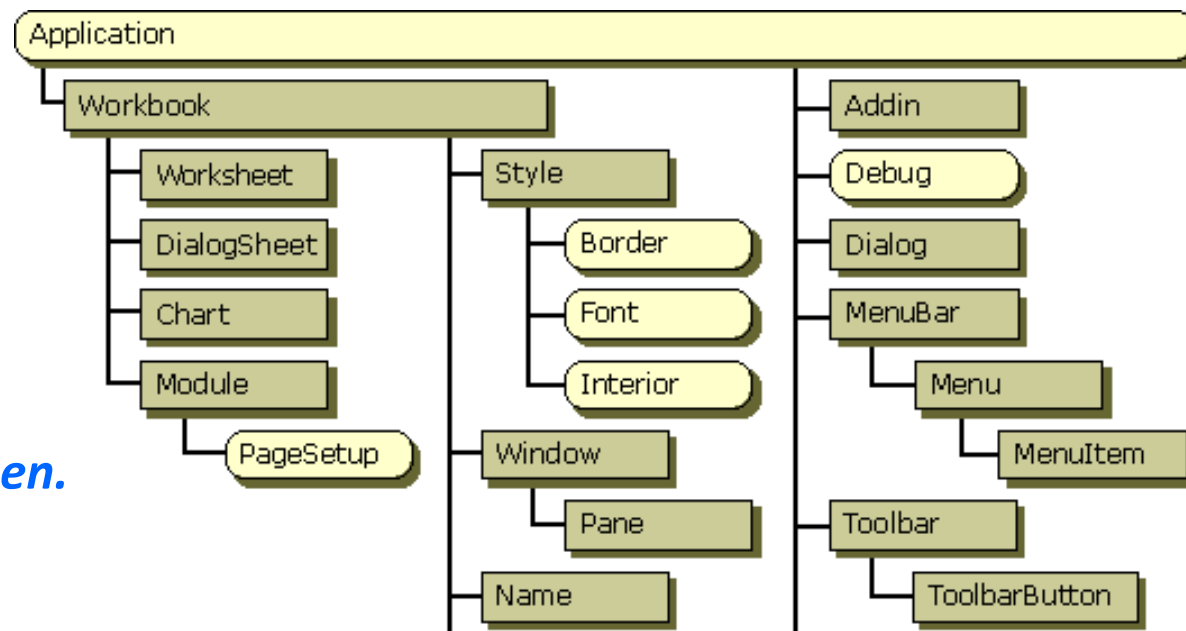 Application
Workbook
Worksheet
DialogSheet
Chart
Module
PageSetup
en.
Style
Border
Font
Interior
Window
Pane
Name
Addin
Debug
Dialog
MenuBar
Menu
MenuItem
Toolbar
ToolbarButton